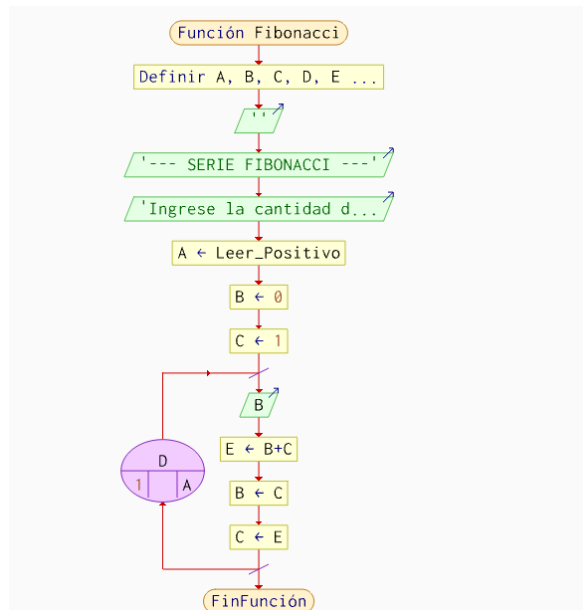 Función Fibonacci
Definir A, B, C, D, E ...
''
'--- SERIE FIBONACCI ---'
'Ingrese la cantidad d...
A ← Leer_Positivo
B ← 0
C ← 1
B
E ← B+C
D
1 A
B ← C
C ← E
FinFunción